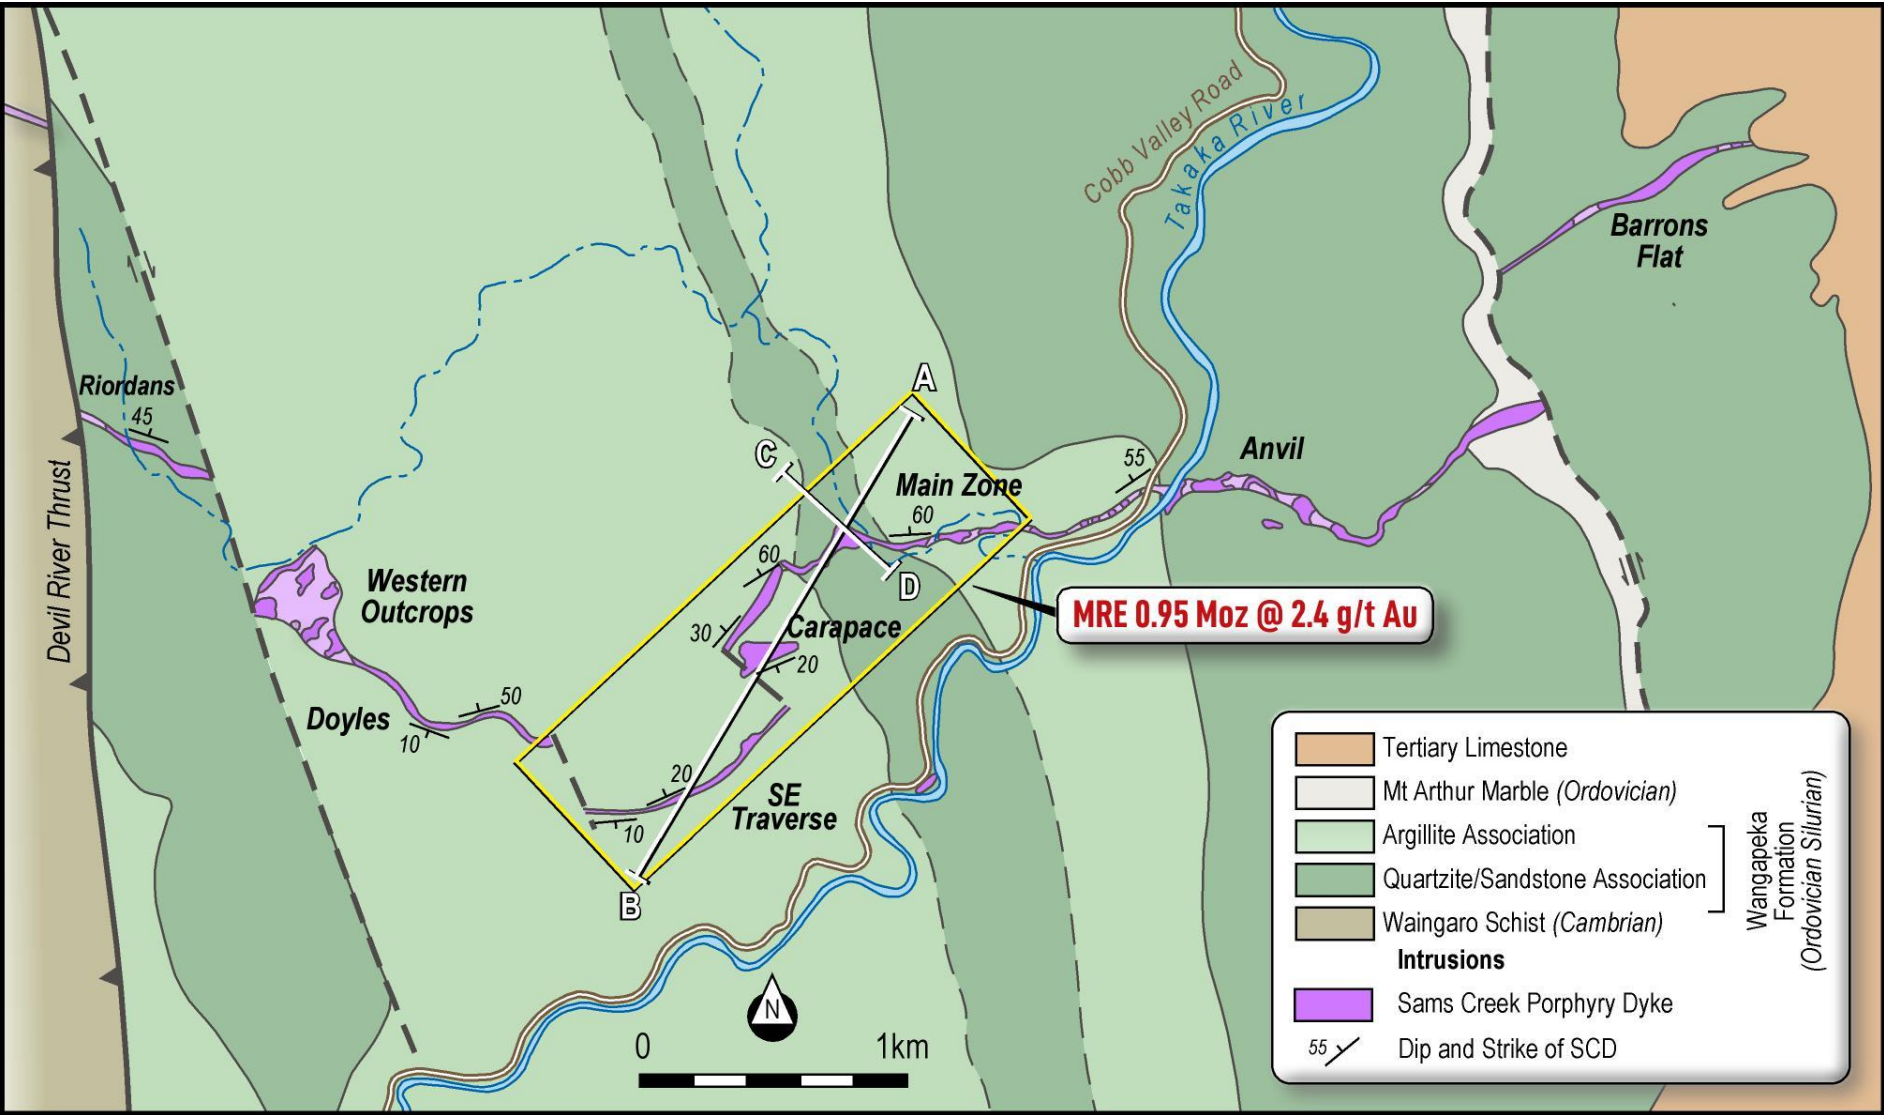 Cobb Valley Road
Takaka River
Barrons
Flat
Riordans
45
A
C
Main Zone
55
Anvil
60
Devil River Thrust
Western
Outcrops
60
D
MRE 0.95 Moz @ 2.4 g/t Au
30
Carapace
20
50
Doyles
10
20
SE
Traverse
10
B
N
0 1km
Tertiary Limestone
Mt Arthur Marble (Ordovician)
Argillite Association
Quartzite/Sandstone Association
Waingaro Schist (Cambrian)
Wangapeka
Formation
(Ordovician Silurian)
Intrusions
Sams Creek Porphyry Dyke
55 Dip and Strike of SCD